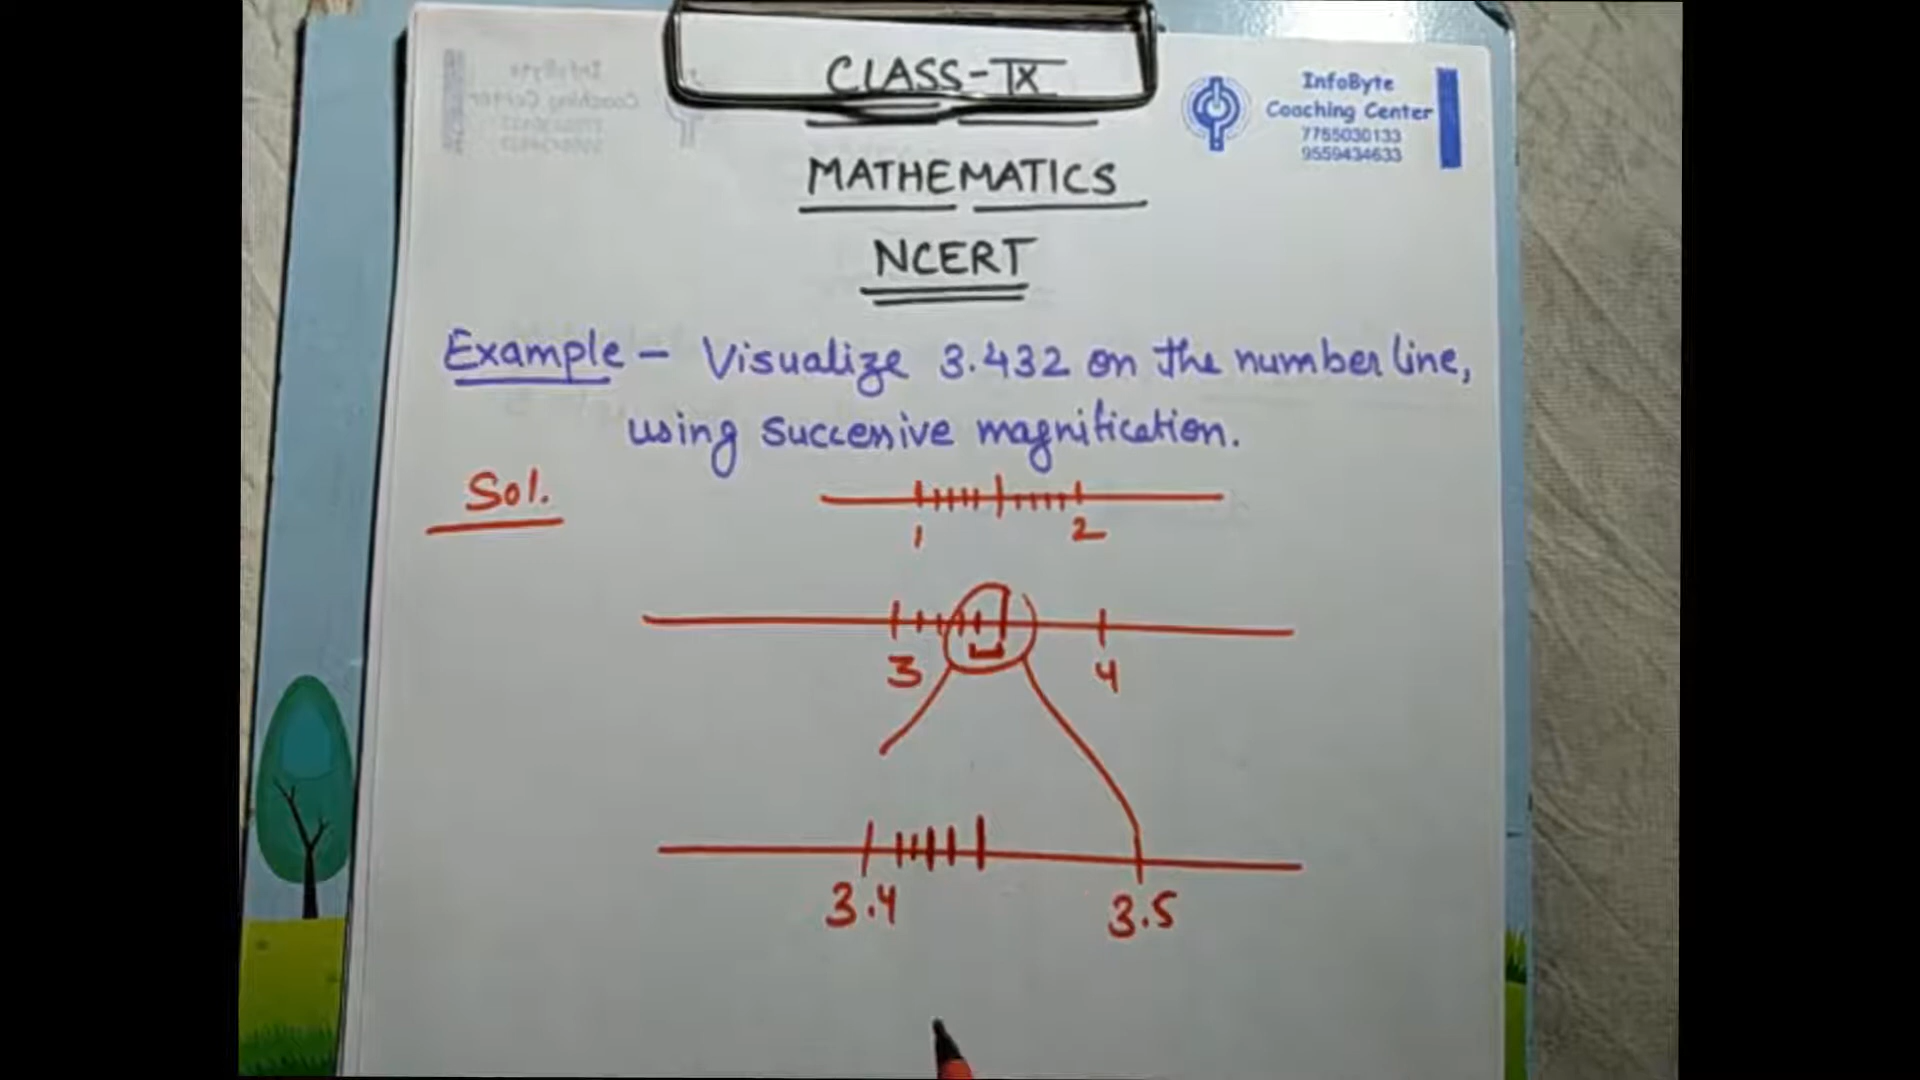 CLASS-IX
InfoByte
Coaching Center
7755030133
9559434633
MATHEMATICS
NCERT
Example - Visualize 3.432 on the number line,
using successive magnification.
Sol.
1 2
3 4
3.4 3.5